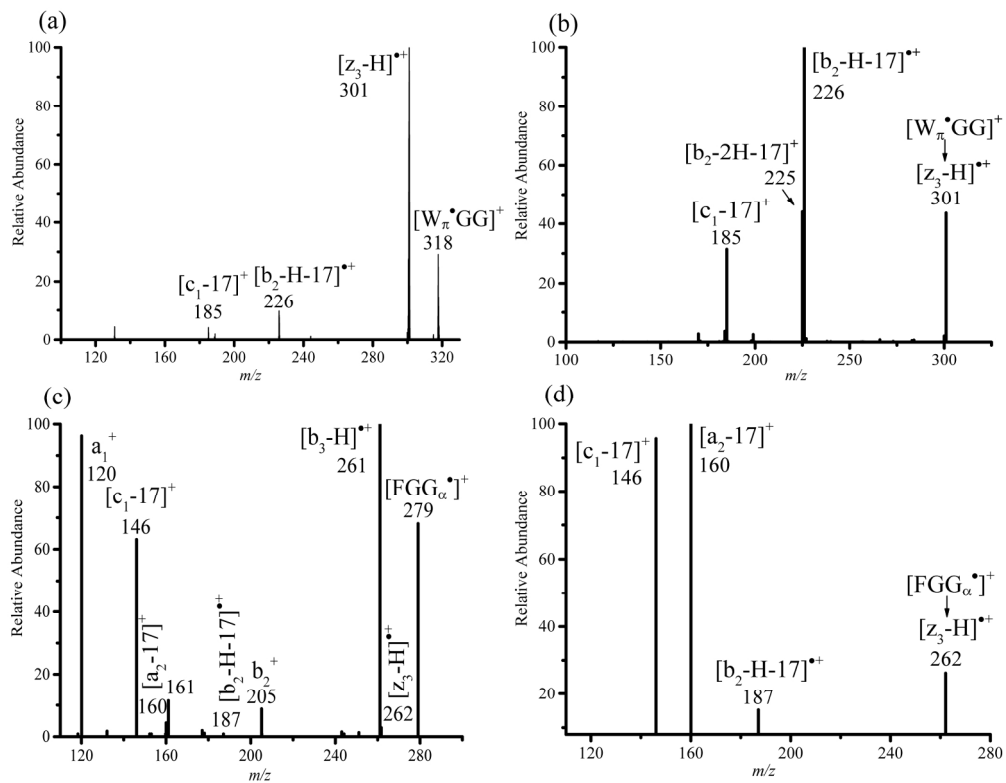 (a)
100
80
60
40
20
0
Relative Abundance
[z₃-H]•⁺
301
[Wπ•GG]⁺
318
[c₁-17]⁺
185
[b₂-H-17]•⁺
226
120 160 200 240 280 320
m/z
(b)
100
80
60
40
20
0
Relative Abundance
[b₂-H-17]•⁺
226
[b₂-2H-17]⁺
225
[c₁-17]⁺
185
[Wπ•GG]⁺
[z₃-H]•⁺
301
100 150 200 250 300
m/z
(c)
100
80
60
40
20
0
Relative Abundance
a₁⁺
120
[c₁-17]⁺
146
[a₂-17]⁺
160
161
[b₂-H-17]•⁺
187
b₂⁺
205
[b₃-H]•⁺
261
[z₃-H]•⁺
262
[FGGα•]⁺
279
120 160 200 240 280
m/z
(d)
100
80
60
40
20
Relative Abundance
[c₁-17]⁺
146
[a₂-17]⁺
160
[b₂-H-17]•⁺
187
[FGGα•]⁺
[z₃-H]•⁺
262
120 160 200 240 280
m/z